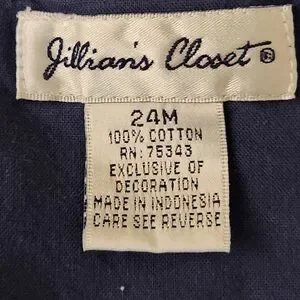 Jillian's Closet®
24M
100% COTTON
RN: 75343
EXCLUSIVE OF
DECORATION
MADE IN INDONESIA
CARE SEE REVERSE